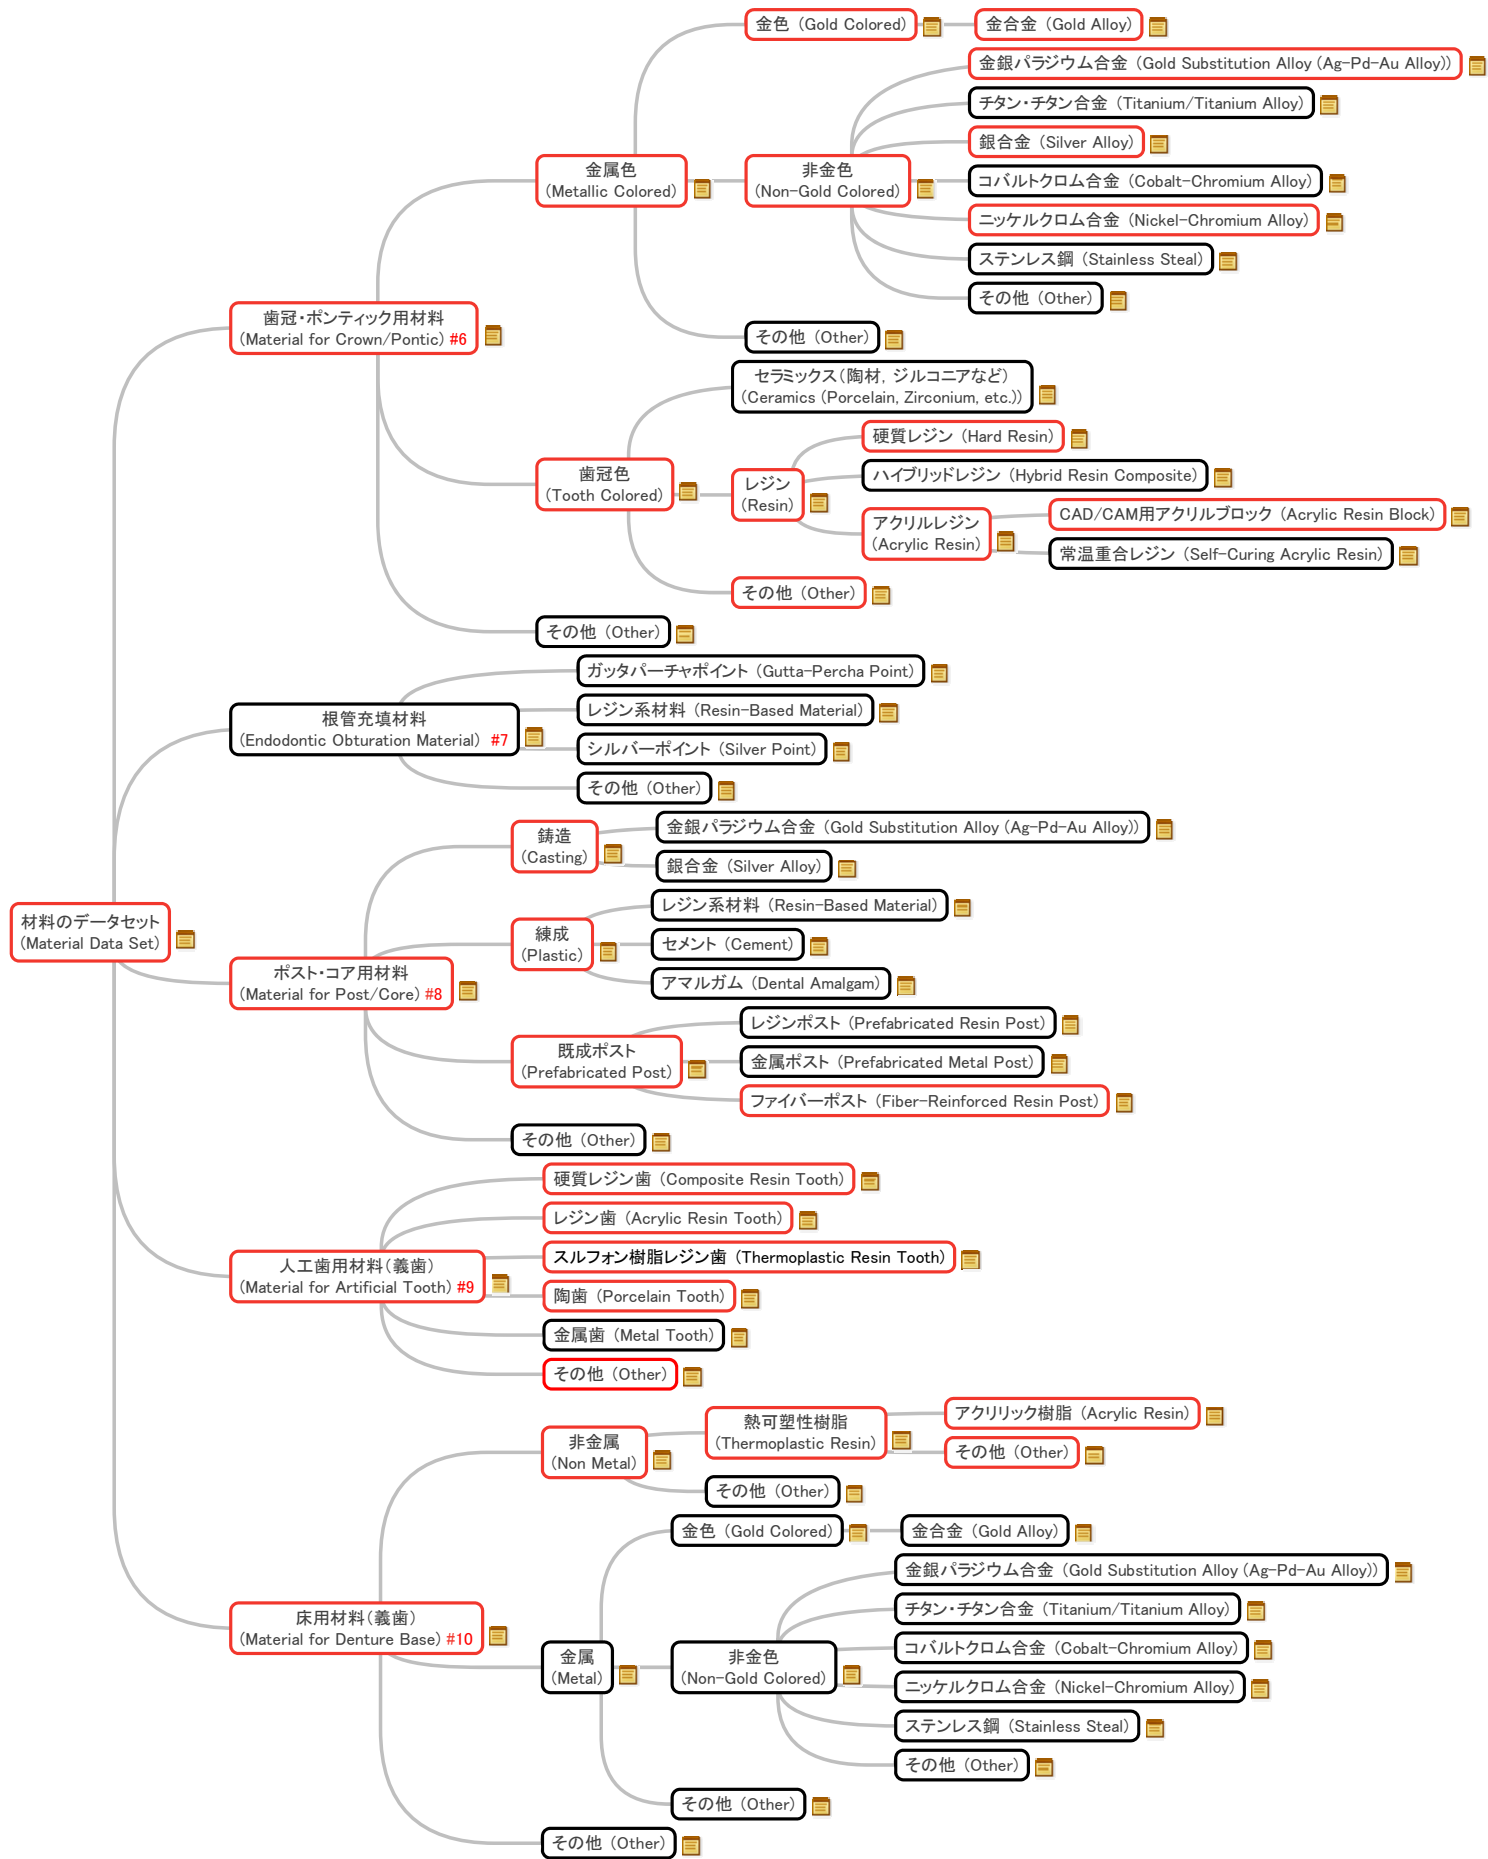 金色 (Gold Colored)
金合金 (Gold Alloy)
金銀パラジウム合金 (Gold Substitution Alloy (Ag-Pd-Au Alloy))
チタン・チタン合金 (Titanium/Titanium Alloy)
銀合金 (Silver Alloy)
金属色
(Metallic Colored)
非金色
(Non-Gold Colored)
コバルトクロム合金 (Cobalt-Chromium Alloy)
ニッケルクロム合金 (Nickel-Chromium Alloy)
ステンレス鋼 (Stainless Steal)
その他 (Other)
歯冠・ポンティック用材料
(Material for Crown/Pontic) #6
その他 (Other)
セラミックス(陶材, ジルコニアなど)
(Ceramics (Porcelain, Zirconium, etc.))
硬質レジン (Hard Resin)
歯冠色
(Tooth Colored)
レジン
(Resin)
ハイブリッドレジン (Hybrid Resin Composite)
アクリルレジン
(Acrylic Resin)
CAD/CAM用アクリルブロック (Acrylic Resin Block)
常温重合レジン (Self-Curing Acrylic Resin)
その他 (Other)
その他 (Other)
ガッタパーチャポイント (Gutta-Percha Point)
レジン系材料 (Resin-Based Material)
根管充填材料
(Endodontic Obturation Material) #7
シルバーポイント (Silver Point)
その他 (Other)
鋳造
(Casting)
金銀パラジウム合金 (Gold Substitution Alloy (Ag-Pd-Au Alloy))
銀合金 (Silver Alloy)
材料のデータセット
(Material Data Set)
レジン系材料 (Resin-Based Material)
練成
(Plastic)
セメント (Cement)
アマルガム (Dental Amalgam)
ポスト・コア用材料
(Material for Post/Core) #8
レジンポスト (Prefabricated Resin Post)
既成ポスト
(Prefabricated Post)
金属ポスト (Prefabricated Metal Post)
ファイバーポスト (Fiber-Reinforced Resin Post)
その他 (Other)
硬質レジン歯 (Composite Resin Tooth)
レジン歯 (Acrylic Resin Tooth)
スルフォン樹脂レジン歯 (Thermoplastic Resin Tooth)
人工歯用材料(義歯)
(Material for Artificial Tooth) #9
陶歯 (Porcelain Tooth)
金属歯 (Metal Tooth)
その他 (Other)
非金属
(Non Metal)
熱可塑性樹脂
(Thermoplastic Resin)
アクリリック樹脂 (Acrylic Resin)
その他 (Other)
その他 (Other)
金色 (Gold Colored)
金合金 (Gold Alloy)
金銀パラジウム合金 (Gold Substitution Alloy (Ag-Pd-Au Alloy))
チタン・チタン合金 (Titanium/Titanium Alloy)
床用材料(義歯)
(Material for Denture Base) #10
金属
(Metal)
非金色
(Non-Gold Colored)
コバルトクロム合金 (Cobalt-Chromium Alloy)
ニッケルクロム合金 (Nickel-Chromium Alloy)
ステンレス鋼 (Stainless Steal)
その他 (Other)
その他 (Other)
その他 (Other)